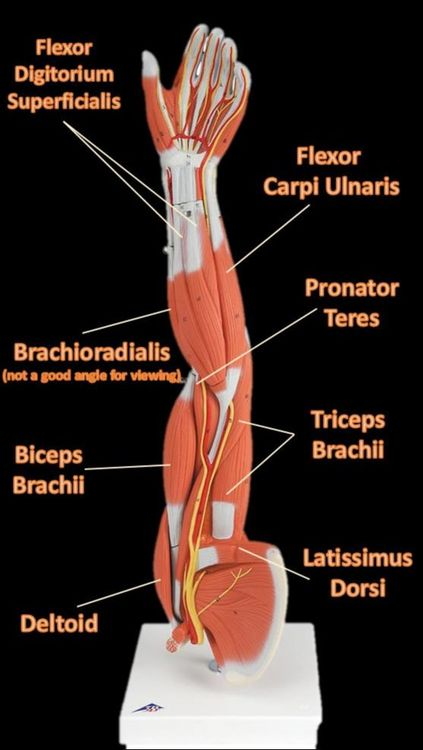 Flexor
Digitorium
Superficialis
Flexor
Carpi Ulnaris
Pronator
Teres
Brachioradialis
(not a good angle for viewing)
Triceps
Brachii
Biceps
Brachii
Latissimus
Dorsi
Deltoid